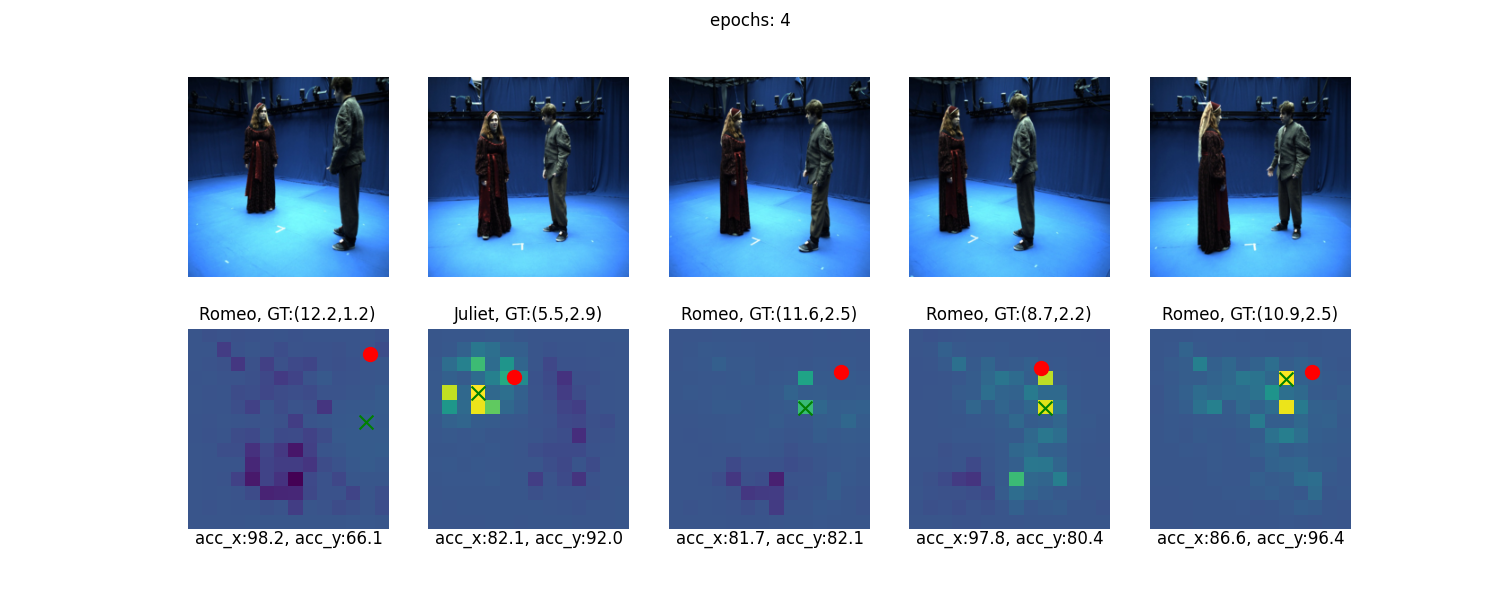 epochs: 4
Romeo, GT:(12.2,1.2)
Juliet, GT:(5.5,2.9)
Romeo, GT:(11.6,2.5)
Romeo, GT:(8.7,2.2)
Romeo, GT:(10.9,2.5)
acc_x:98.2, acc_y:66.1
acc_x:82.1, acc_y:92.0
acc_x:81.7, acc_y:82.1
acc_x:97.8, acc_y:80.4
acc_x:86.6, acc_y:96.4